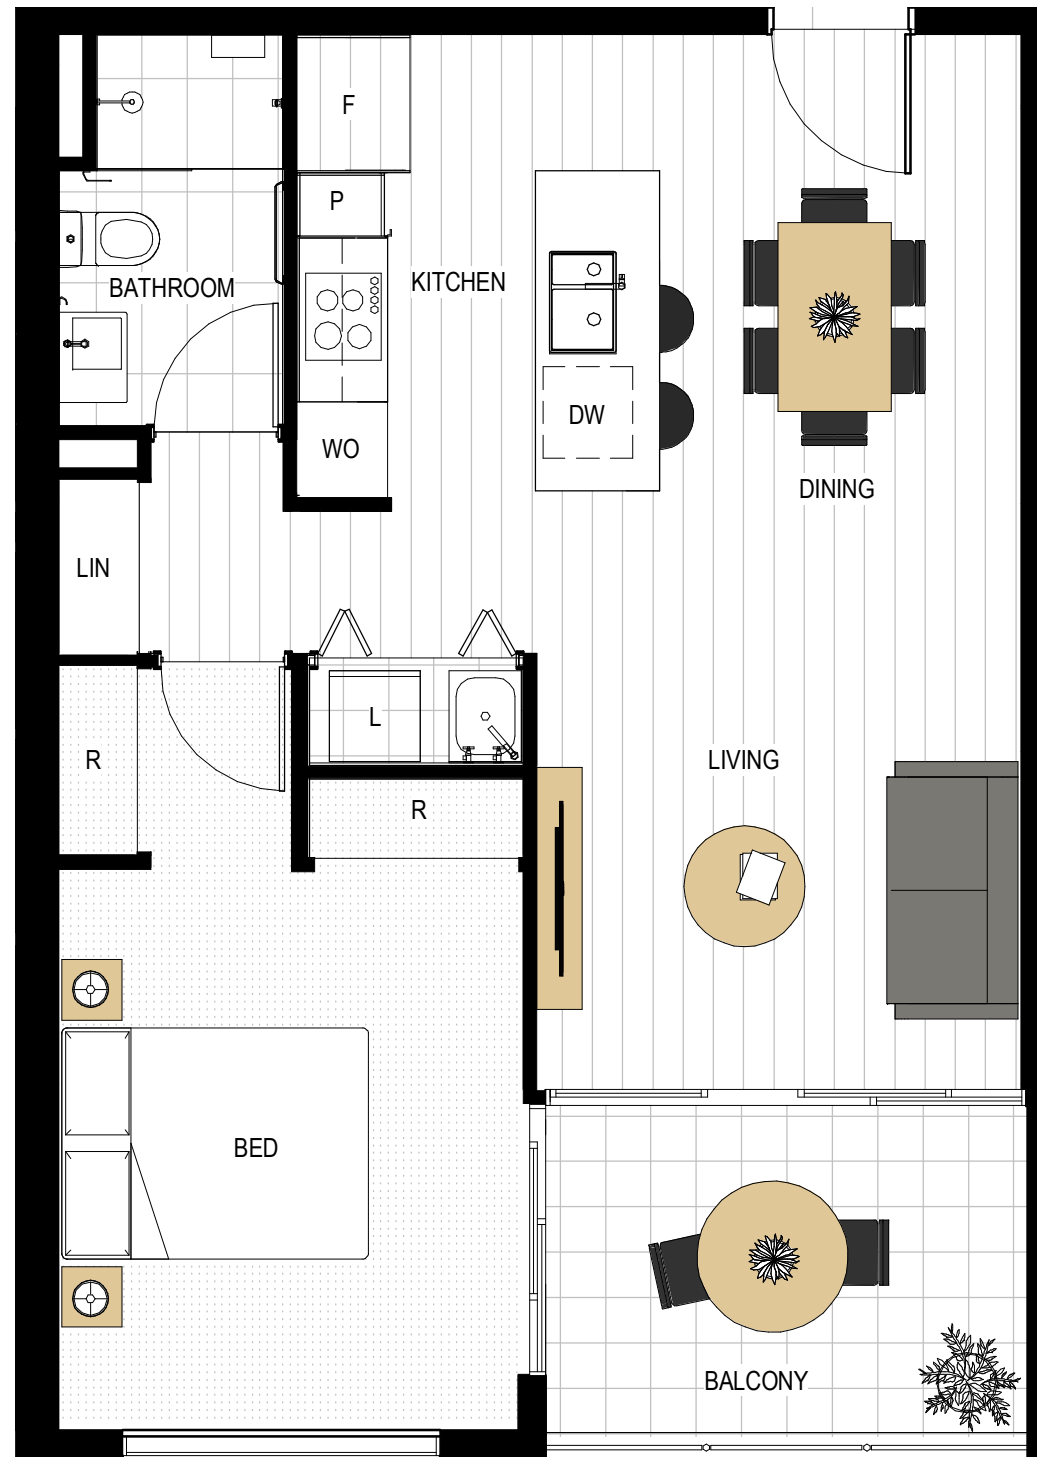 F
P
BATHROOM
KITCHEN
DW
WO
DINING
LIN
L
R
LIVING
R
BED
BALCONY